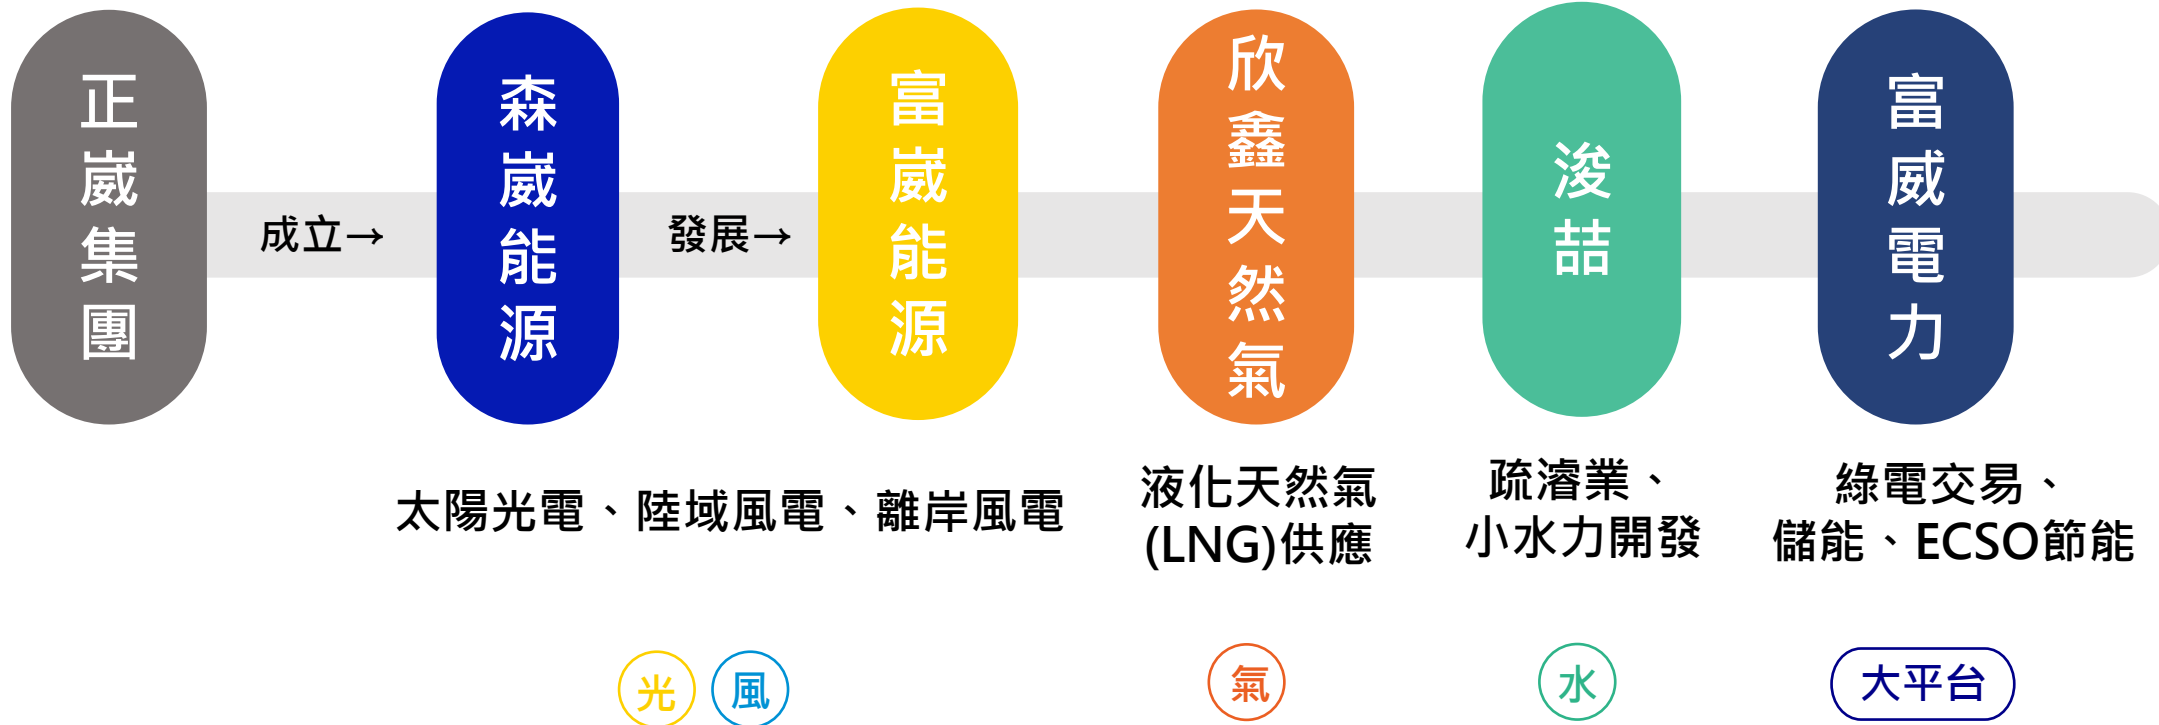 正崴集團
成立→
森崴能源
發展→
富崴能源
欣鑫天然氣
浚喆
富威電力
太陽光電、陸域風電、離岸風電
液化天然氣
(LNG)供應
疏濬業、
小水力開發
綠電交易、
儲能、ECSO節能
光
風
氣
水
大平台